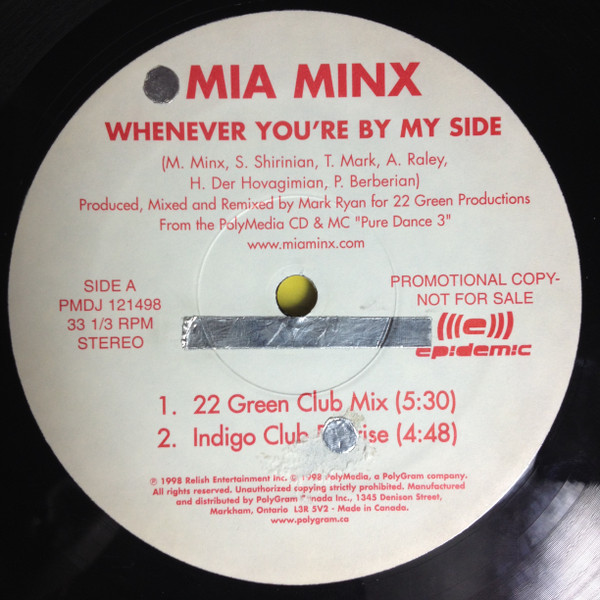 MIA MINX
WHENEVER YOU'RE BY MY SIDE
(M. Minx, S. Shirinian, T. Mark, A. Raley,
H. Der Hovagimian, P. Berberian)
Produced, Mixed and Remixed by Mark Ryan for 22 Green Productions
From the PolyMedia CD & MC "Pure Dance 3"
www.miaminx.com
SIDE A
PMDJ 121498
33 1/3 RPM
STEREO
PROMOTIONAL COPY-
NOT FOR SALE
(((e)))
epidemic
1. 22 Green Club Mix (5:30)
2. Indigo Club (4:48)
℗ 1998 Relish Entertainment Inc. © 1998 PolyMedia, a PolyGram company.
All rights reserved. Unauthorized copying strictly prohibited. Manufactured
and distributed by PolyGram Canada Inc., 1345 Denison Street,
Markham, Ontario L3R 5V2 - Made in Canada.
www.polygram.ca